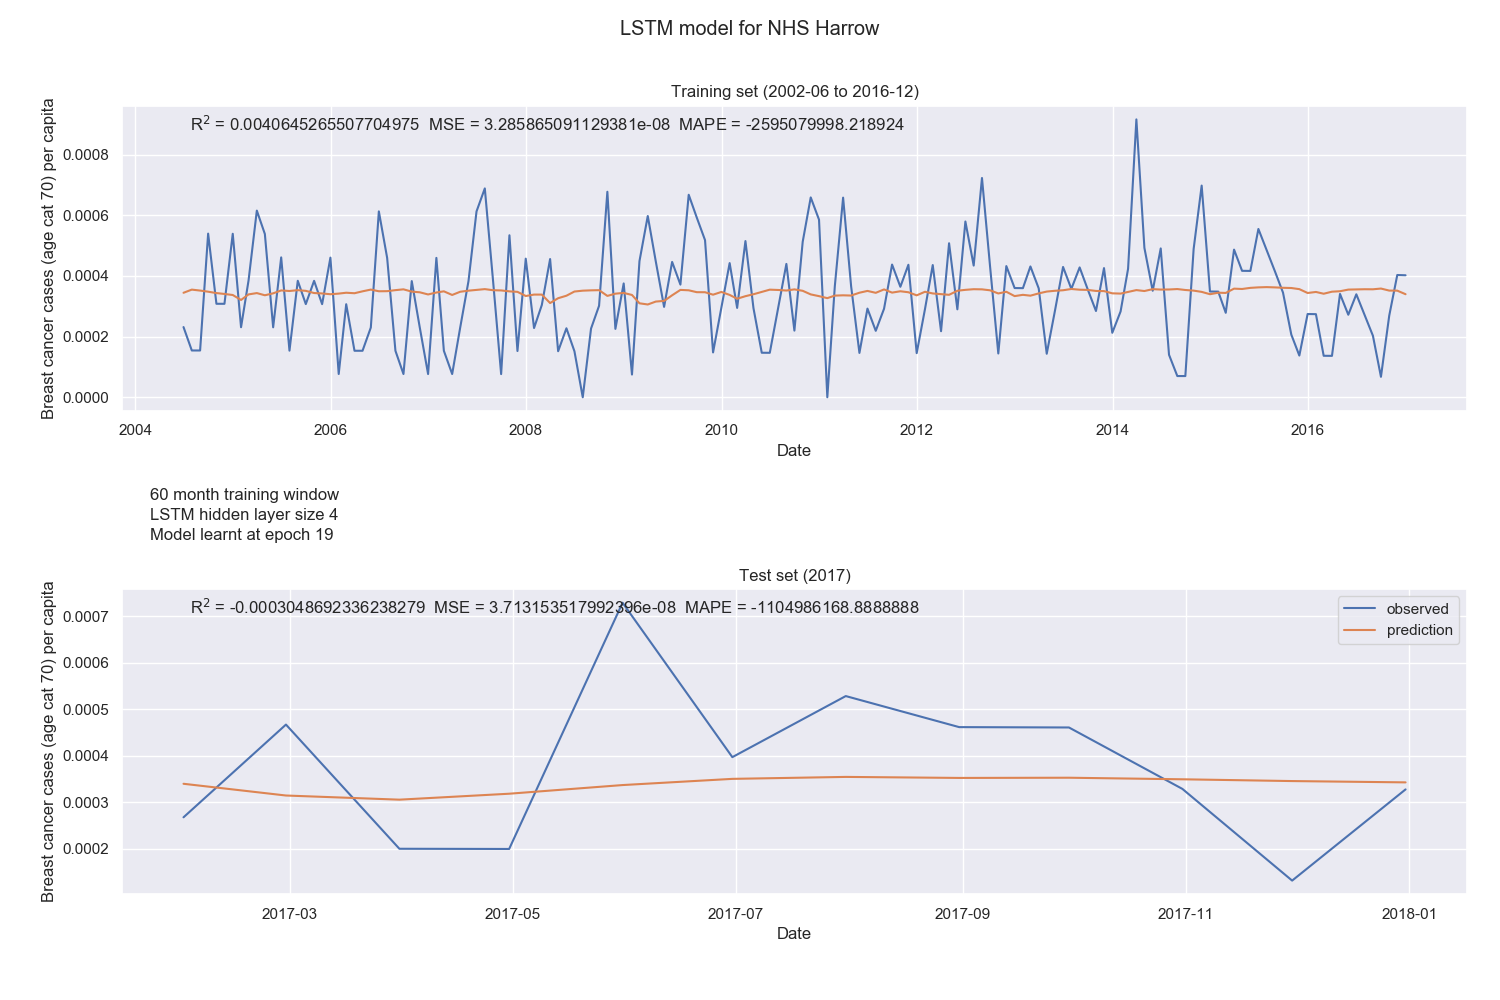 LSTM model for NHS Harrow
Training set (2002-06 to 2016-12)
R² = 0.0040645265507704975 MSE = 3.285865091129381e-08 MAPE = -2595079998.218924
Breast cancer cases (age cat 70) per capita
0.0008
0.0006
0.0004
0.0002
0.0000
2004 2006 2008 2010 2012 2014 2016
Date
60 month training window
LSTM hidden layer size 4
Model learnt at epoch 19
Test set (2017)
R² = -0.0003048692336238279 MSE = 3.713153517992396e-08 MAPE = -1104986168.8888888
observed
prediction
Breast cancer cases (age cat 70) per capita
0.0007
0.0006
0.0005
0.0004
0.0003
0.0002
2017-03 2017-05 2017-07 2017-09 2017-11 2018-01
Date